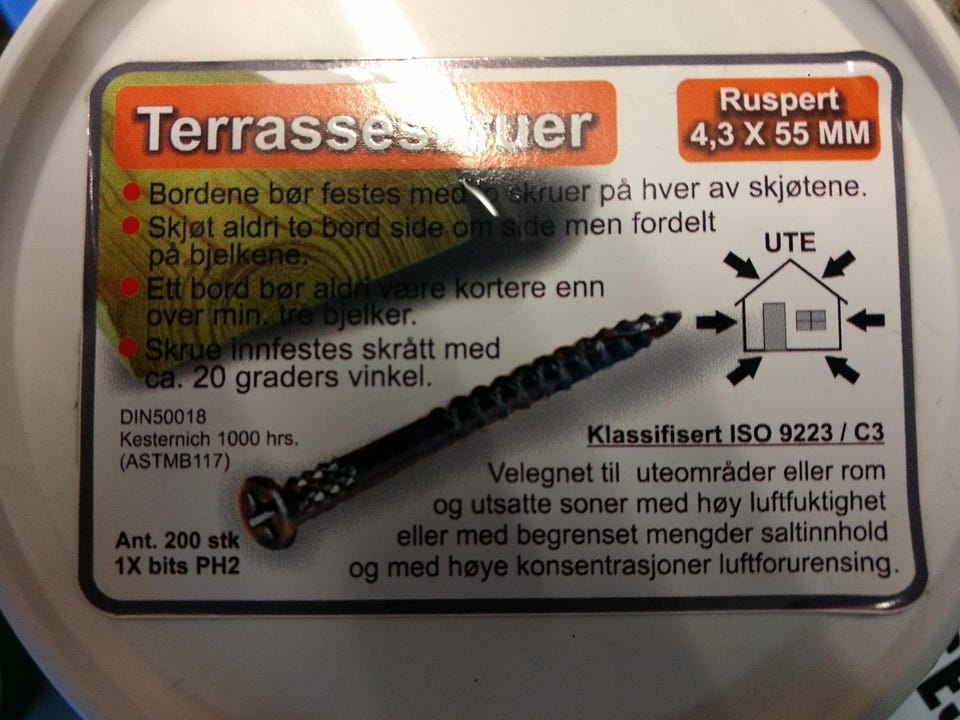 Terrasseskruer
Ruspert
4,3 X 55 MM
Bordene bør festes med to skruer på hver av skjøtene.
Skjøt aldri to bord side om side men fordelt
på bjelkene.
Ett bord bør aldri være kortere enn
over min. tre bjelker.
Skrue innfestes skrått med
ca. 20 graders vinkel.
UTE
DIN50018
Kesternich 1000 hrs.
(ASTMB117)
Ant. 200 stk
1X bits PH2
Klassifisert ISO 9223 / C3
Velegnet til uteområder eller rom
og utsatte soner med høy luftfuktighet
eller med begrenset mengder saltinnhold
og med høye konsentrasjoner luftforurensing.